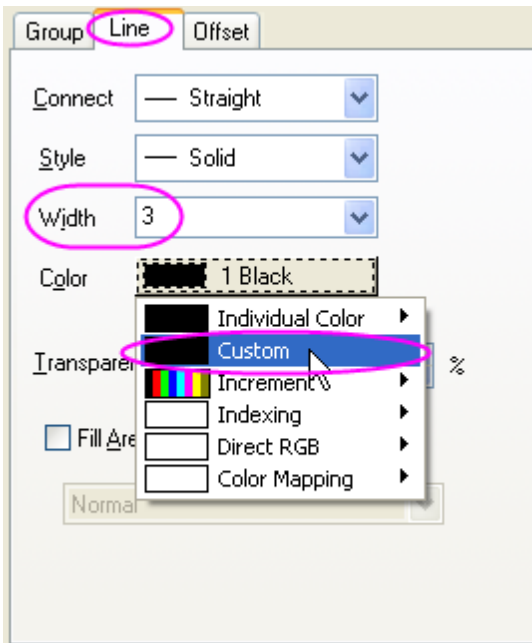 Group Line Offset
Connect — Straight
Style — Solid
Width 3
Color 1 Black
Individual Color
Custom
Transparen %
Increment
Indexing
Fill Are Direct RGB
Color Mapping
Normal